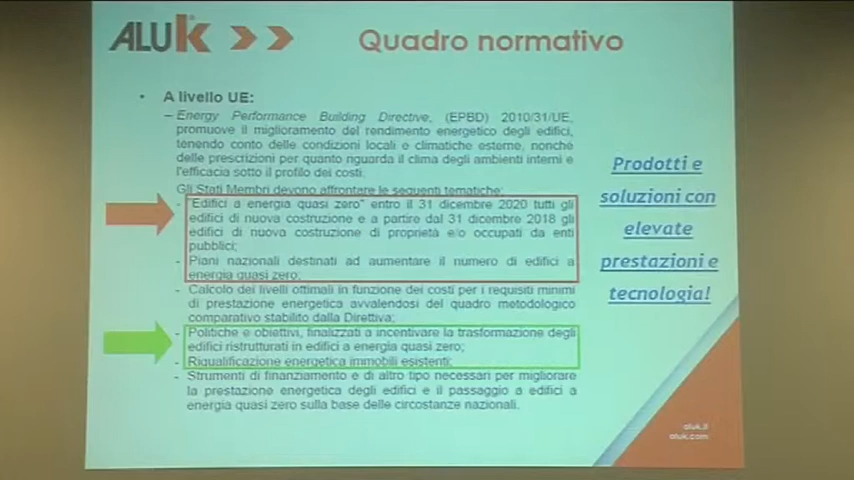 ALUK
Quadro normativo
• A livello UE:
– Energy Performance Building Directive, (EPBD) 2010/31/UE,
promuove il miglioramento del rendimento energetico degli edifici,
tenendo conto delle condizioni locali e climatiche esterne, nonché
delle prescrizioni per quanto riguarda il clima degli ambienti interni e
l'efficacia sotto il profilo dei costi.
Gli Stati Membri devono affrontare le seguenti tematiche:
- "Edifici a energia quasi zero" entro il 31 dicembre 2020 tutti gli
edifici di nuova costruzione e a partire dal 31 dicembre 2018 gli
edifici di nuova costruzione di proprietà e/o occupati da enti
pubblici;
- Piani nazionali destinati ad aumentare il numero di edifici a
energia quasi zero;
- Calcolo dei livelli ottimali in funzione dei costi per i requisiti minimi
di prestazione energetica avvalendosi del quadro metodologico
comparativo stabilito dalla Direttiva;
- Politiche e obiettivi, finalizzati a incentivare la trasformazione degli
edifici ristrutturati in edifici a energia quasi zero;
- Riqualificazione energetica immobili esistenti;
- Strumenti di finanziamento e di altro tipo necessari per migliorare
la prestazione energetica degli edifici e il passaggio a edifici a
energia quasi zero sulla base delle circostanze nazionali.
Prodotti e
soluzioni con
elevate
prestazioni e
tecnologia!
aluk.it
aluk.com